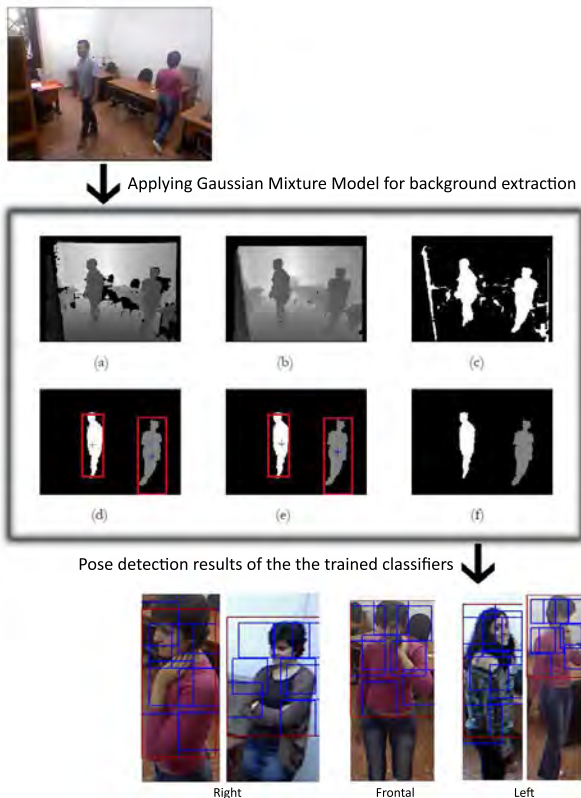 Applying Gaussian Mixture Model for background extraction
(a) (b) (c)
(d) (e) (f)
Pose detection results of the the trained classifiers
Right Frontal Left